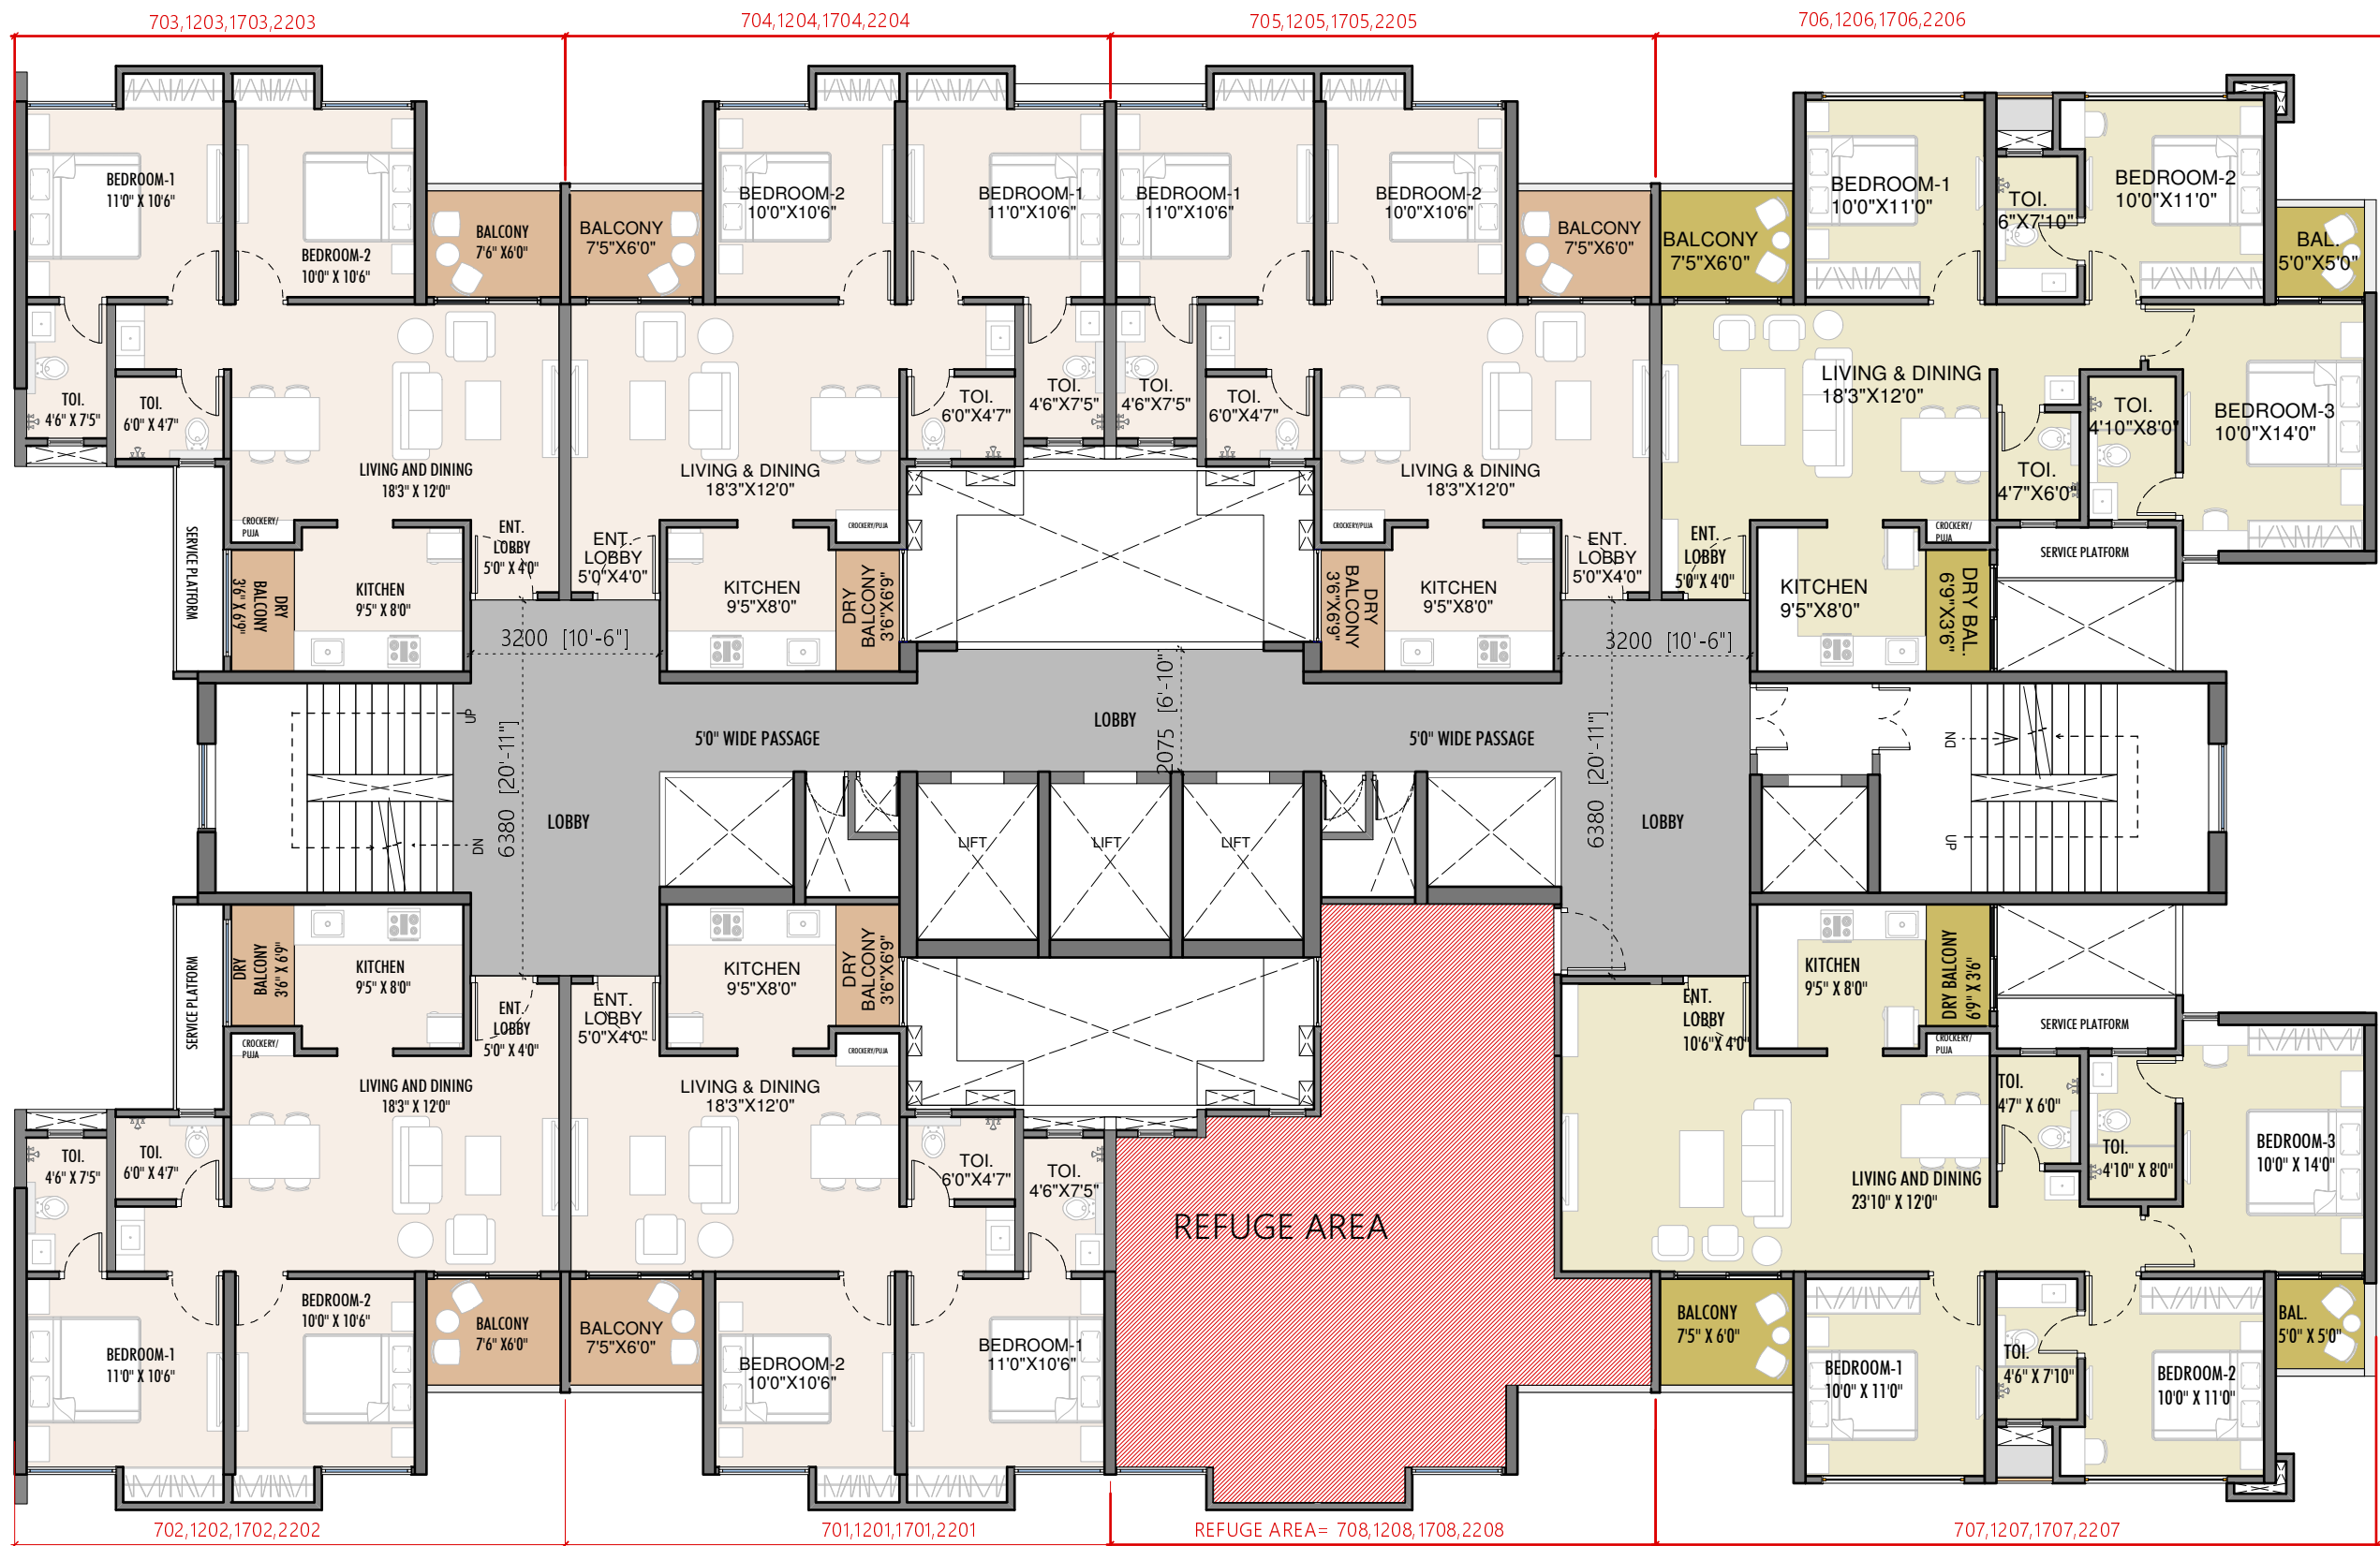 703,1203,1703,2203
704,1204,1704,2204
705,1205,1705,2205
706,1206,1706,2206
BEDROOM-1
11'0" X 10'6"
BEDROOM-2
10'0" X 10'6"
BALCONY
7'6" X6'0"
BALCONY
7'5"X6'0"
BEDROOM-2
10'0"X10'6"
BEDROOM-1
11'0"X10'6"
BEDROOM-1
11'0"X10'6"
BEDROOM-2
10'0"X10'6"
BALCONY
7'5"X6'0"
BALCONY
7'5"X6'0"
BEDROOM-1
10'0"X11'0"
TOI.
6"X7'10"
BEDROOM-2
10'0"X11'0"
BAL.
5'0"X5'0"
TOI.
4'6" X 7'5"
TOI.
6'0" X 4'7"
LIVING AND DINING
18'3" X 12'0"
LIVING & DINING
18'3"X12'0"
TOI.
6'0"X4'7"
TOI.
4'6"X7'5"
TOI.
4'6"X7'5"
TOI.
6'0"X4'7"
LIVING & DINING
18'3"X12'0"
LIVING & DINING
18'3"X12'0"
TOI.
4'7"X6'0"
TOI.
4'10"X8'0"
BEDROOM-3
10'0"X14'0"
SERVICE PLATFORM
CROCKERY/
PUJA
DRY
BALCONY
3'6" X 6'9"
KITCHEN
9'5" X 8'0"
ENT.
LOBBY
5'0" X 4'0"
ENT.
LOBBY
5'0"X4'0"
KITCHEN
9'5"X8'0"
CROCKERY/PUJA
DRY
BALCONY
3'6"X6'9"
CROCKERY/PUJA
DRY
BALCONY
3'6"X6'9"
KITCHEN
9'5"X8'0"
ENT.
LOBBY
5'0"X4'0"
ENT.
LOBBY
5'0"X 4'0"
KITCHEN
9'5"X8'0"
CROCKERY/
PUJA
DRY BAL.
6'9"X3'6"
SERVICE PLATFORM
3200 [10'-6"]
3200 [10'-6"]
UP
DN
6380 [20'-11"]
LOBBY
5'0" WIDE PASSAGE
LOBBY
2075 [6'-10"]
5'0" WIDE PASSAGE
6380 [20'-11"]
LOBBY
DN
UP
LIFT
LIFT
LIFT
SERVICE PLATFORM
DRY
BALCONY
3'6" X 6'9"
KITCHEN
9'5" X 8'0"
CROCKERY/
PUJA
ENT.
LOBBY
5'0" X 4'0"
ENT.
LOBBY
5'0"X4'0"
KITCHEN
9'5"X8'0"
DRY
BALCONY
3'6"X6'9"
CROCKERY/PUJA
ENT.
LOBBY
10'6"X 4'0"
KITCHEN
9'5" X 8'0"
DRY BALCONY
6'9" X 3'6"
CROCKERY/
PUJA
SERVICE PLATFORM
LIVING AND DINING
18'3" X 12'0"
LIVING & DINING
18'3"X12'0"
TOI.
4'6" X 7'5"
TOI.
6'0" X 4'7"
TOI.
6'0"X4'7"
TOI.
4'6"X7'5"
REFUGE AREA
LIVING AND DINING
23'10" X 12'0"
TOI.
4'7" X 6'0"
TOI.
4'10" X 8'0"
BEDROOM-3
10'0" X 14'0"
BEDROOM-1
11'0" X 10'6"
BEDROOM-2
10'0" X 10'6"
BALCONY
7'6" X6'0"
BALCONY
7'5"X6'0"
BEDROOM-2
10'0"X10'6"
BEDROOM-1
11'0"X10'6"
BALCONY
7'5" X 6'0"
BEDROOM-1
10'0" X 11'0"
TOI.
4'6" X 7'10"
BEDROOM-2
10'0" X 11'0"
BAL.
5'0" X 5'0"
702,1202,1702,2202
701,1201,1701,2201
REFUGE AREA= 708,1208,1708,2208
707,1207,1707,2207